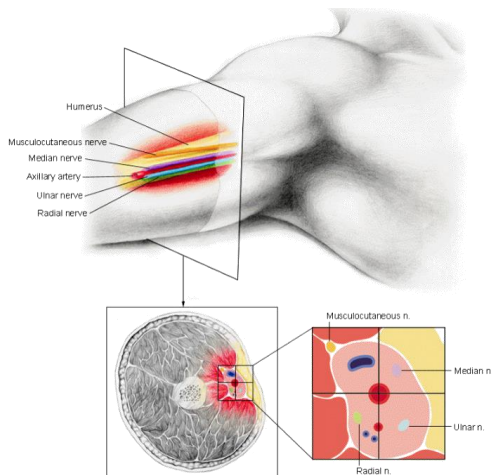 Humerus
Musculocutaneous nerve
Median nerve
Axillary artery
Ulnar nerve
Radial nerve
Musculocutaneous n.
Median n
Ulnar n.
Radial n.